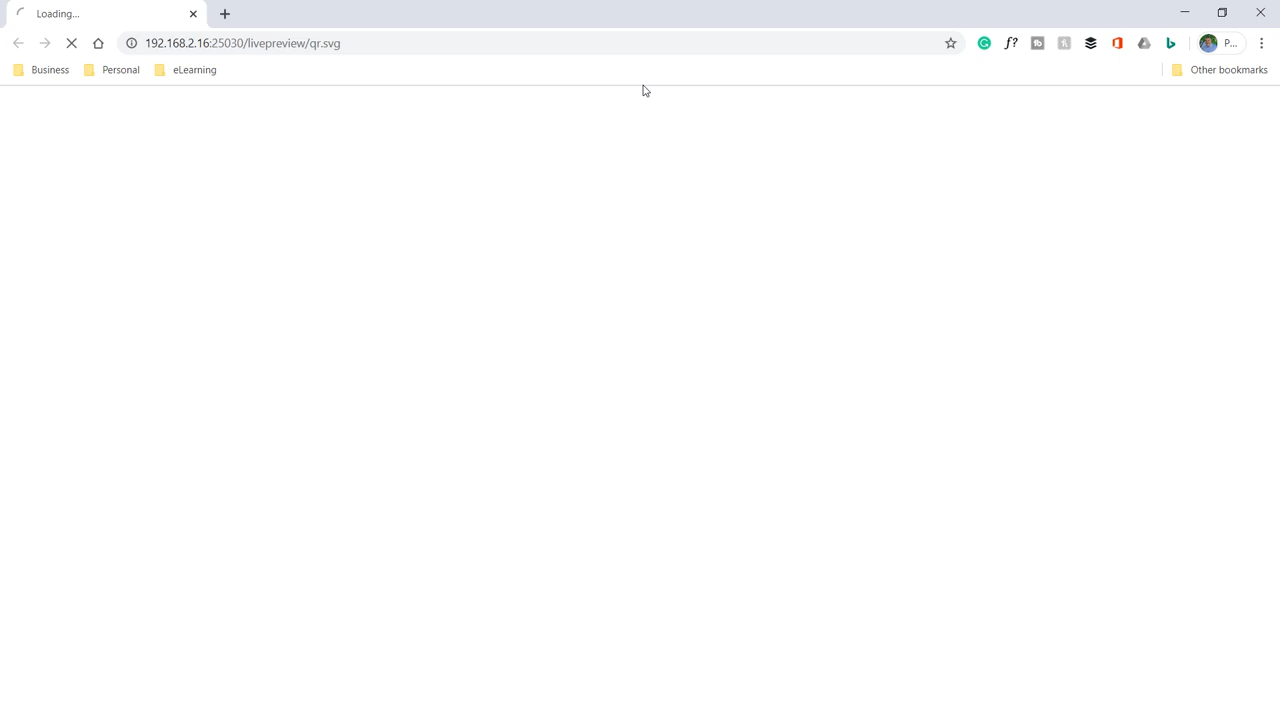 Loading...
192.168.2.16:25030/livepreview/qr.svg
f?
P...
Business
Personal
eLearning
Other bookmarks